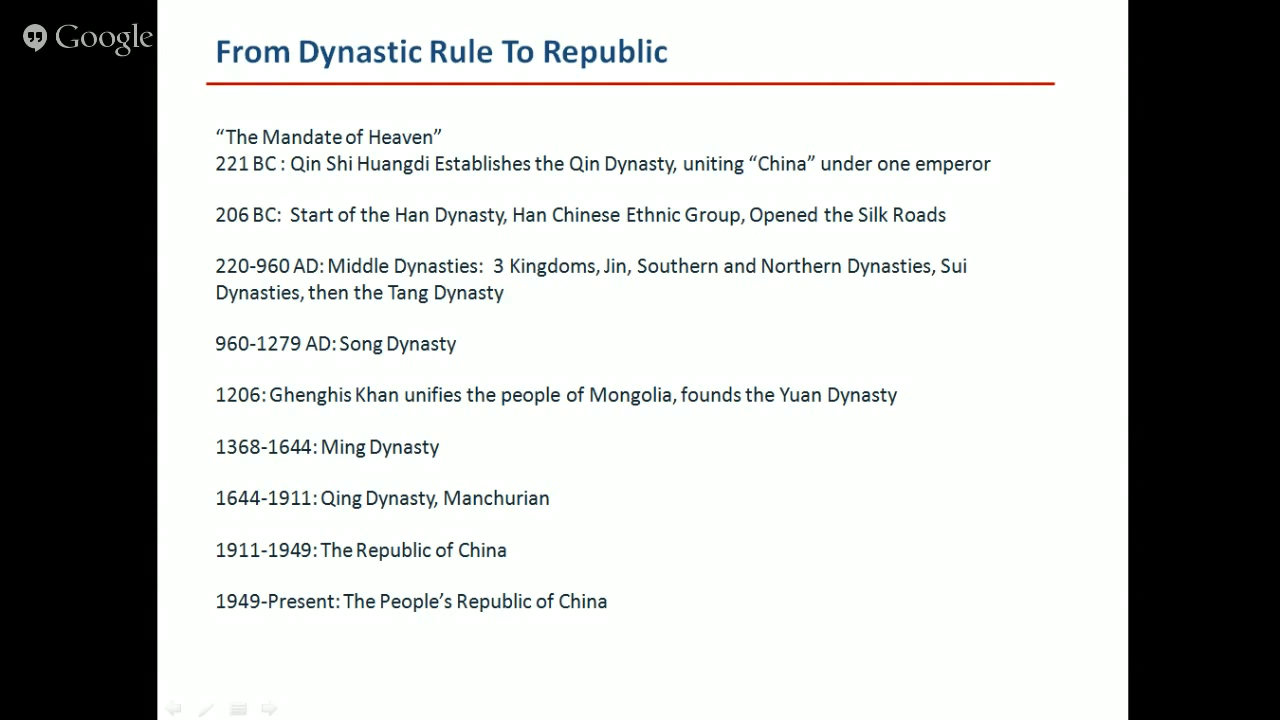 Google
From Dynastic Rule To Republic
“The Mandate of Heaven”
221 BC : Qin Shi Huangdi Establishes the Qin Dynasty, uniting “China” under one emperor
206 BC: Start of the Han Dynasty, Han Chinese Ethnic Group, Opened the Silk Roads
220-960 AD: Middle Dynasties: 3 Kingdoms, Jin, Southern and Northern Dynasties, Sui
Dynasties, then the Tang Dynasty
960-1279 AD: Song Dynasty
1206: Ghenghis Khan unifies the people of Mongolia, founds the Yuan Dynasty
1368-1644: Ming Dynasty
1644-1911: Qing Dynasty, Manchurian
1911-1949: The Republic of China
1949-Present: The People’s Republic of China